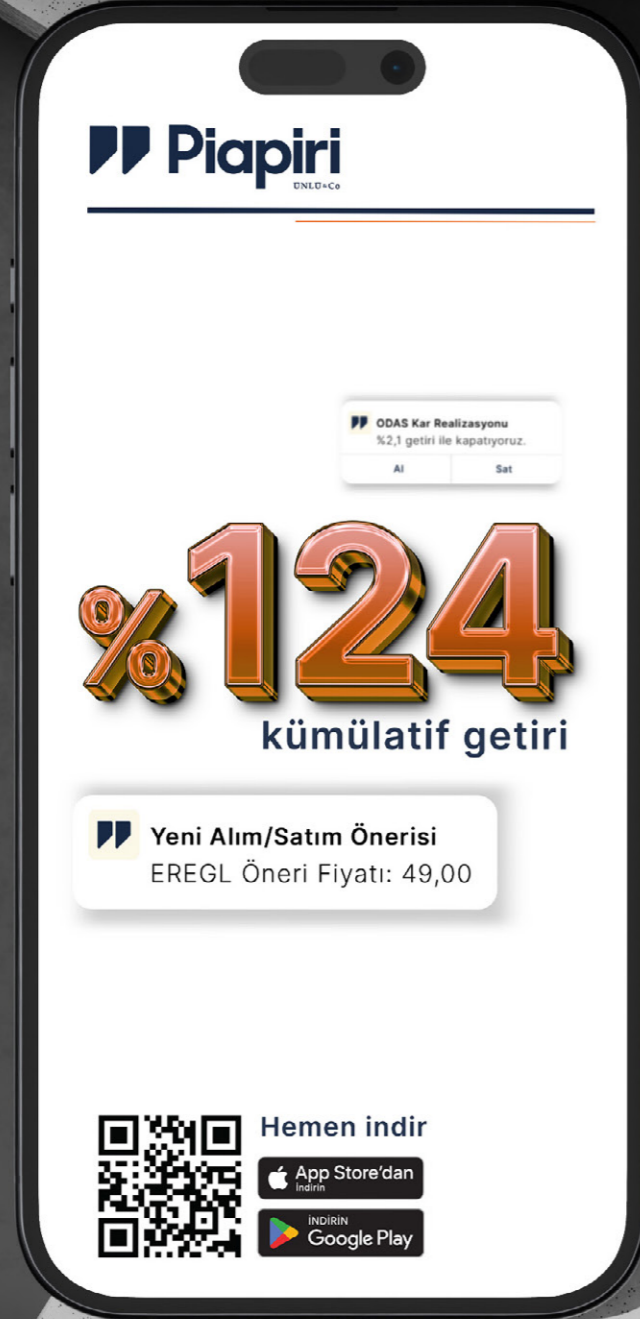 Piapiri
ÜNLÜ&Co
ODAS Kar Realizasyonu
%2,1 getiri ile kapatıyoruz.
Al Sat
%124
kümülatif getiri
Yeni Alım/Satım Önerisi
EREGL Öneri Fiyatı: 49,00
Hemen indir
App Store’dan
İndirin
İNDİRİN
Google Play